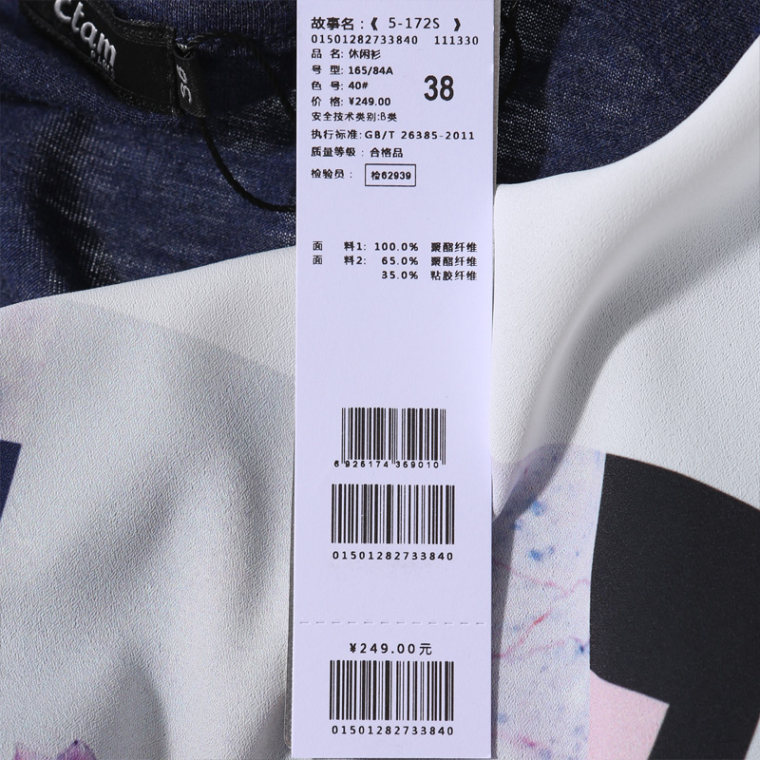 Etam
38
故事名：《 5-172S 》
01501282733840 111330
品 名: 休闲衫
号 型: 165/84A
色 号: 40#
38
价 格: ¥249.00
安全技术类别:B类
执行标准: GB/T 26385-2011
质量等级：合格品
检验员： 检62939
面 料1: 100.0% 聚酯纤维
面 料2: 65.0% 聚酯纤维
35.0% 粘胶纤维
6 926174 369010
01501282733840
¥249.00元
01501282733840